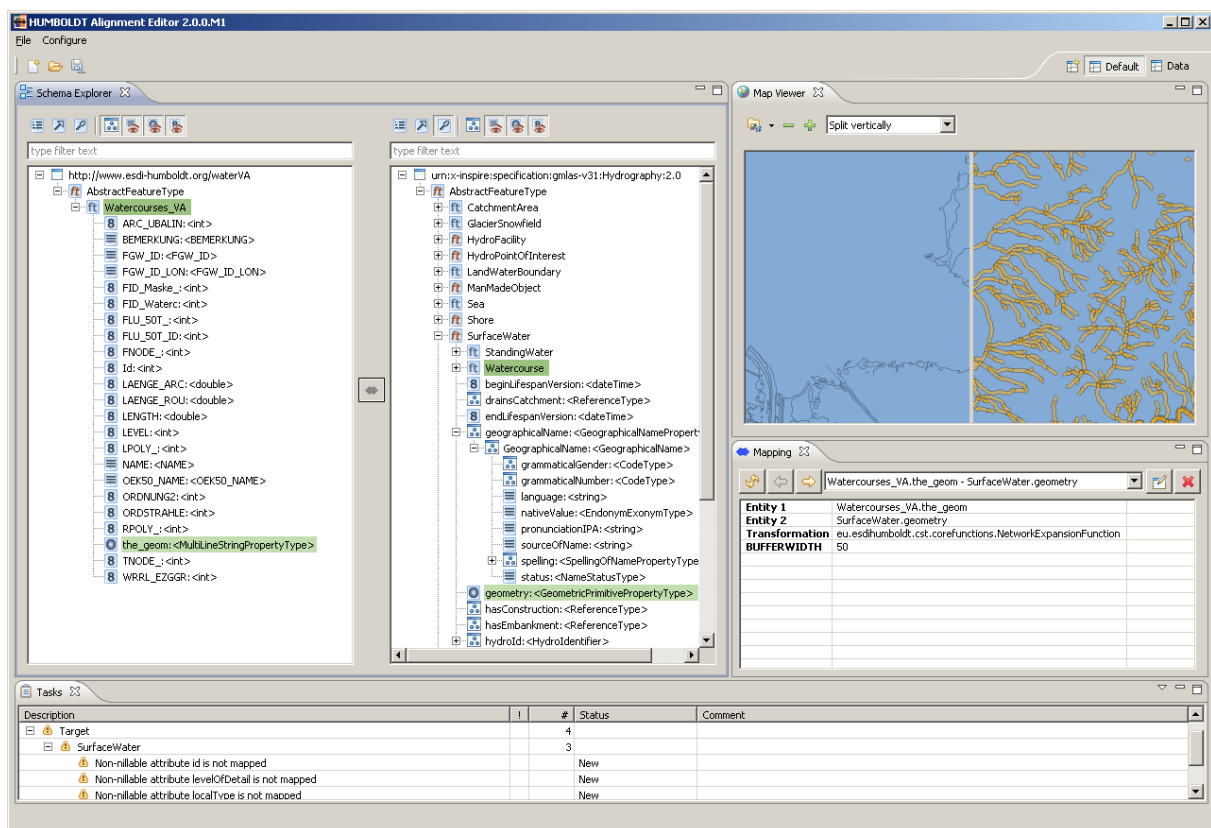 HUMBOLDT Alignment Editor 2.0.0.M1
File Configure
Default Data
Schema Explorer
type filter text
http://www.esdi-humboldt.org/waterVA
AbstractFeatureType
Watercourses_VA
ARC_UBALIN:<int>
BEMERKUNG:<BEMERKUNG>
FGW_ID:<FGW_ID>
FGW_ID_LON:<FGW_ID_LON>
FID_Maske_:<int>
FID_Waterc:<int>
FLU_50T_:<int>
FLU_50T_ID:<int>
FNODE_:<int>
Id:<int>
LAENGE_ARC:<double>
LAENGE_ROU:<double>
LENGTH:<double>
LEVEL:<int>
LPOLY_:<int>
NAME:<NAME>
OEK50_NAME:<OEK50_NAME>
ORDNUNG2:<int>
ORDSTRAHLE:<int>
RPOLY_:<int>
the_geom:<MultiLineStringPropertyType>
TNODE_:<int>
WRRL_EZGGR:<int>
type filter text
urn:x-inspire:specification:gmlas-v31:Hydrography:2.0
AbstractFeatureType
CatchmentArea
GlacierSnowfield
HydroFacility
HydroPointOfInterest
LandWaterBoundary
ManMadeObject
Sea
Shore
SurfaceWater
StandingWater
Watercourse
beginLifespanVersion:<dateTime>
drainsCatchment:<ReferenceType>
endLifespanVersion:<dateTime>
geographicalName:<GeographicalNamePropert
GeographicalName:<GeographicalName>
grammaticalGender:<CodeType>
grammaticalNumber:<CodeType>
language:<string>
nativeValue:<EndonymExonymType>
pronunciationIPA:<string>
sourceOfName:<string>
spelling:<SpellingOfNamePropertyType
status:<NameStatusType>
geometry:<GeometricPrimitivePropertyType>
hasConstruction:<ReferenceType>
hasEmbankment:<ReferenceType>
hydroId:<HydroIdentifier>
Map Viewer
Split vertically
Mapping
Watercourses_VA.the_geom - SurfaceWater.geometry
Entity 1 Watercourses_VA.the_geom
Entity 2 SurfaceWater.geometry
Transformation eu.esdihumboldt.cst.corefunctions.NetworkExpansionFunction
BUFFERWIDTH 50
Tasks
Description ! # Status Comment
Target 4
SurfaceWater 3
Non-nillable attribute id is not mapped New
Non-nillable attribute levelOfDetail is not mapped New
Non-nillable attribute localType is not mapped New